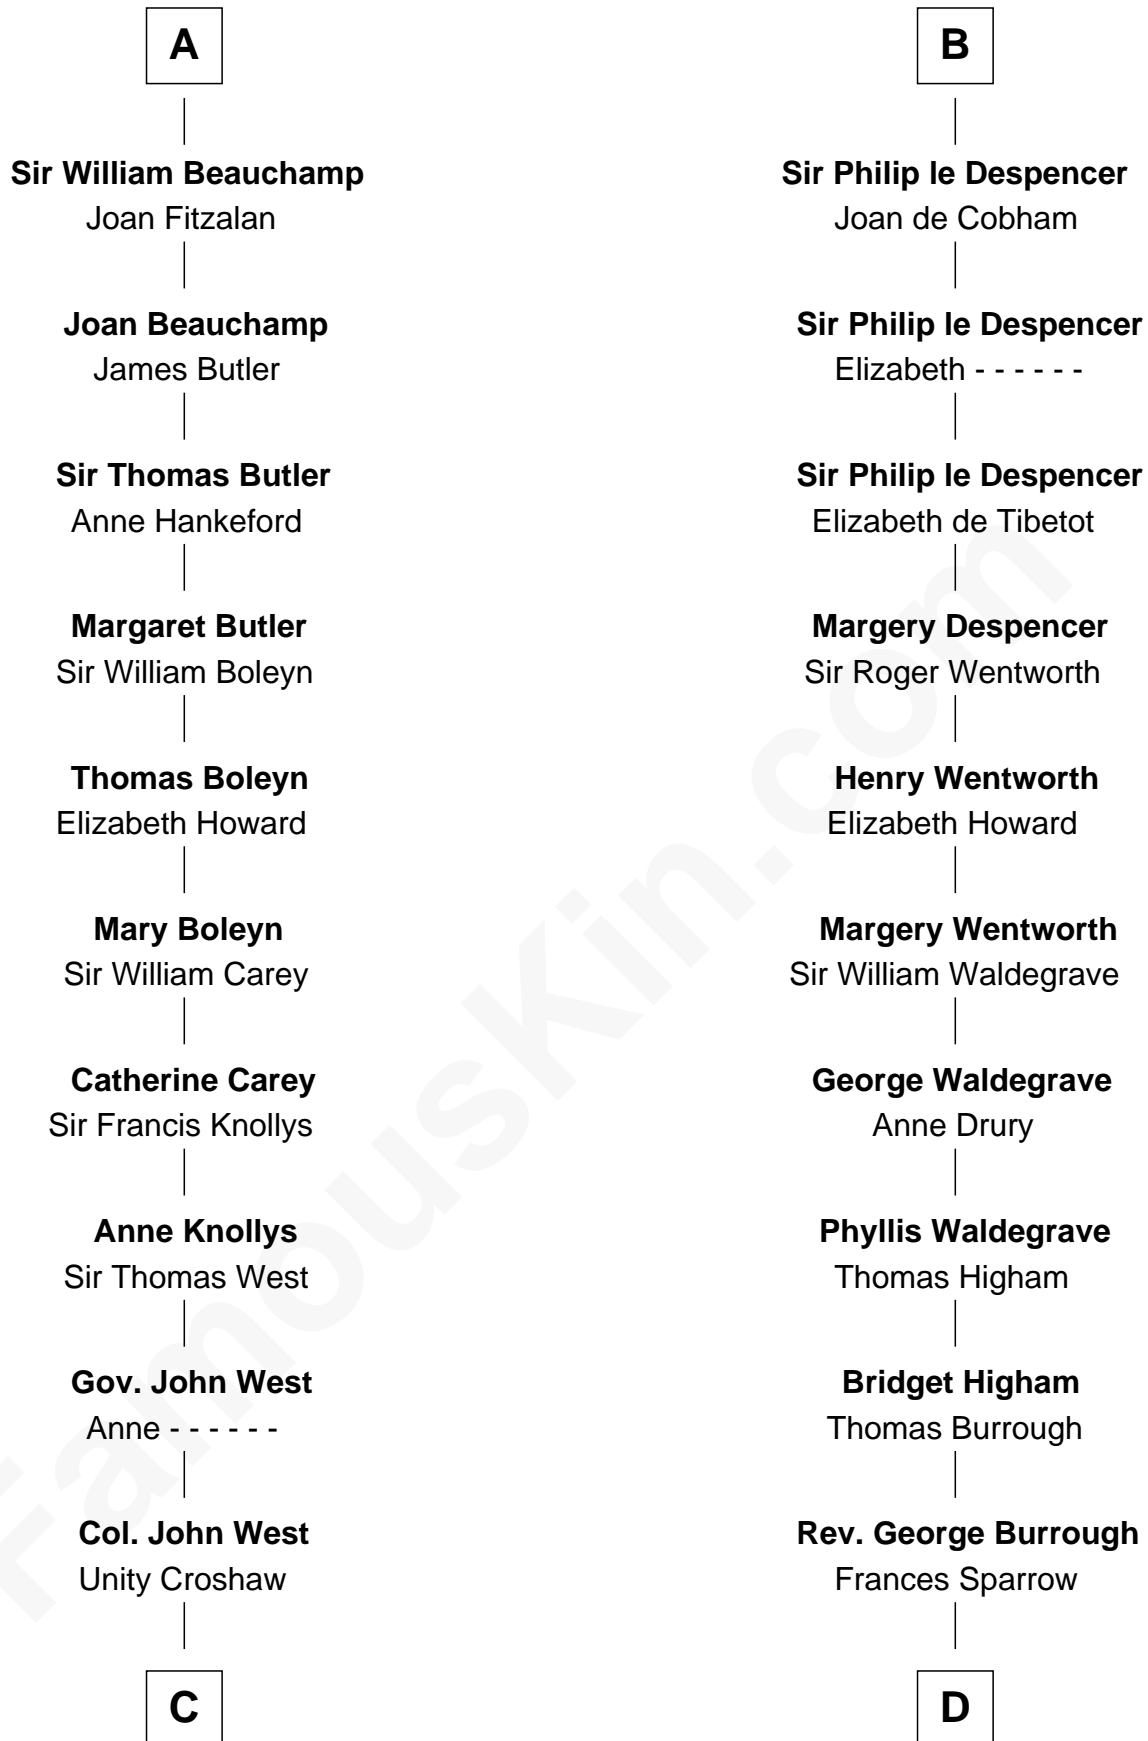 A
Sir William Beauchamp
Joan Fitzalan
Joan Beauchamp
James Butler
Sir Thomas Butler
Anne Hankeford
Margaret Butler
Sir William Boleyn
Thomas Boleyn
Elizabeth Howard
Mary Boleyn
Sir William Carey
Catherine Carey
Sir Francis Knollys
Anne Knollys
Sir Thomas West
Gov. John West
Anne - - - - - -
Col. John West
Unity Croshaw
C
B
Sir Philip le Despencer
Joan de Cobham
Sir Philip le Despencer
Elizabeth - - - - - -
Sir Philip le Despencer
Elizabeth de Tibetot
Margery Despencer
Sir Roger Wentworth
Henry Wentworth
Elizabeth Howard
Margery Wentworth
Sir William Waldegrave
George Waldegrave
Anne Drury
Phyllis Waldegrave
Thomas Higham
Bridget Higham
Thomas Burrough
Rev. George Burrough
Frances Sparrow
D
FamousKin.com